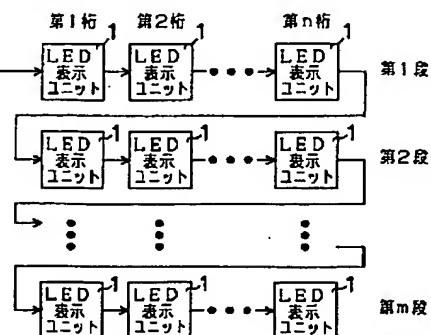 第1桁 第2桁 第n桁
1 1 1
LED LED LED 第1段
表示 表示 ••• 表示
ユニット ユニット ユニット
1 1 1
LED LED LED 第2段
表示 表示 ••• 表示
ユニット ユニット ユニット
1 1 1
LED LED LED 第m段
表示 表示 ••• 表示
ユニット ユニット ユニット